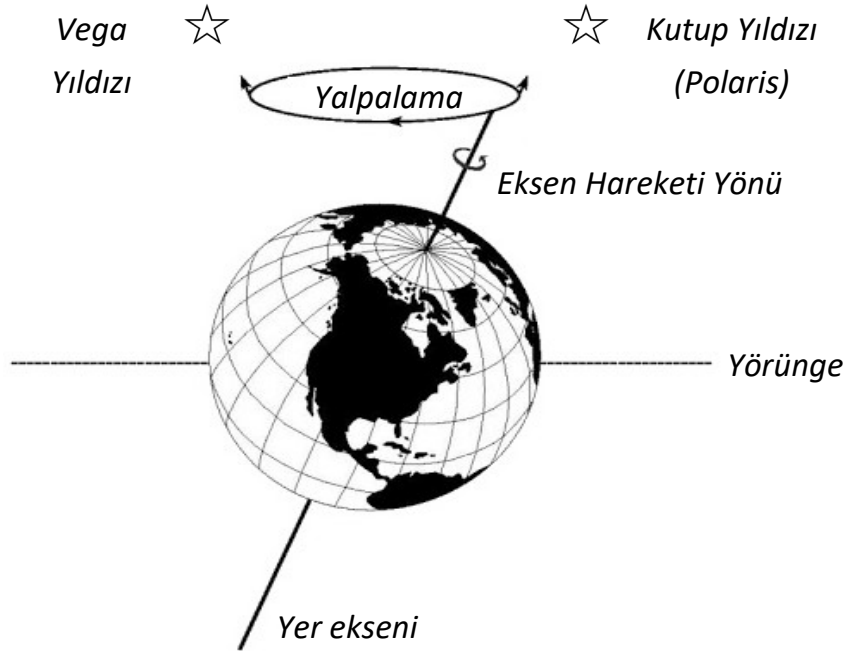 Vega
Yıldızı
Kutup Yıldızı
(Polaris)
Yalpalama
Eksen Hareketi Yönü
Yörünge
Yer ekseni